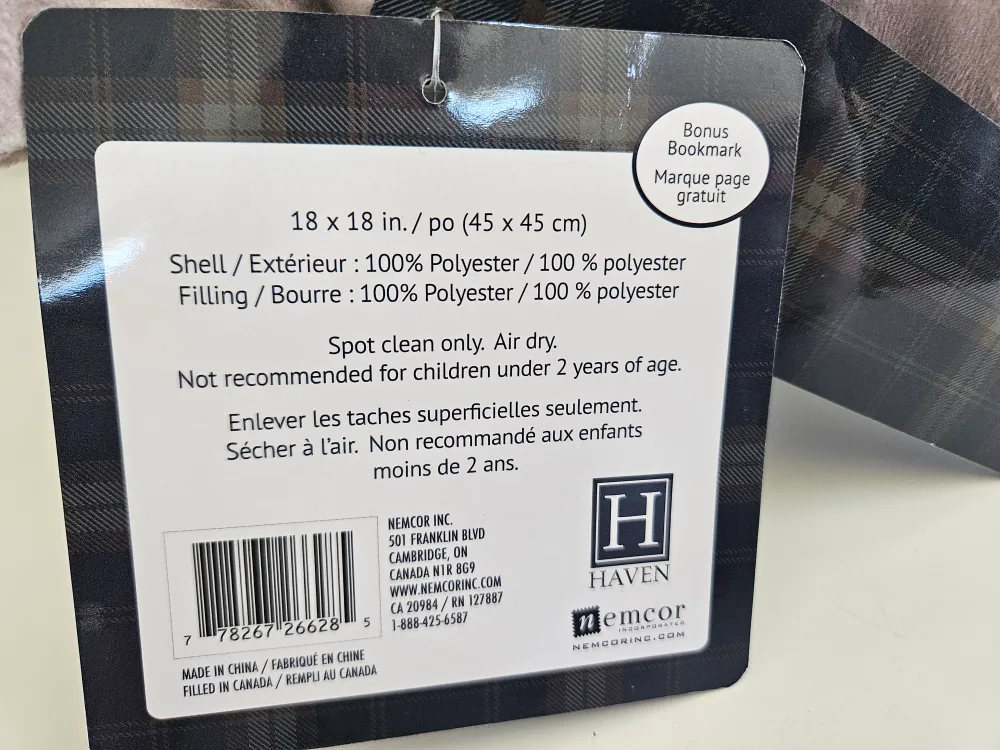 Bonus
Bookmark
Marque page
gratuit
18 x 18 in. / po (45 x 45 cm)
Shell / Extérieur : 100% Polyester / 100 % polyester
Filling / Bourre : 100% Polyester / 100 % polyester
Spot clean only. Air dry.
Not recommended for children under 2 years of age.
Enlever les taches superficielles seulement.
Sécher à l'air. Non recommandé aux enfants
moins de 2 ans.
NEMCOR INC.
501 FRANKLIN BLVD
CAMBRIDGE, ON
CANADA N1R 8G9
WWW.NEMCORINC.COM
CA 20984 / RN 127887
1-888-425-6587
7 78267 26628 5
MADE IN CHINA / FABRIQUÉ EN CHINE
FILLED IN CANADA / REMPLI AU CANADA
H
HAVEN
nemcor
INCORPORATED
NEMCORINC.COM